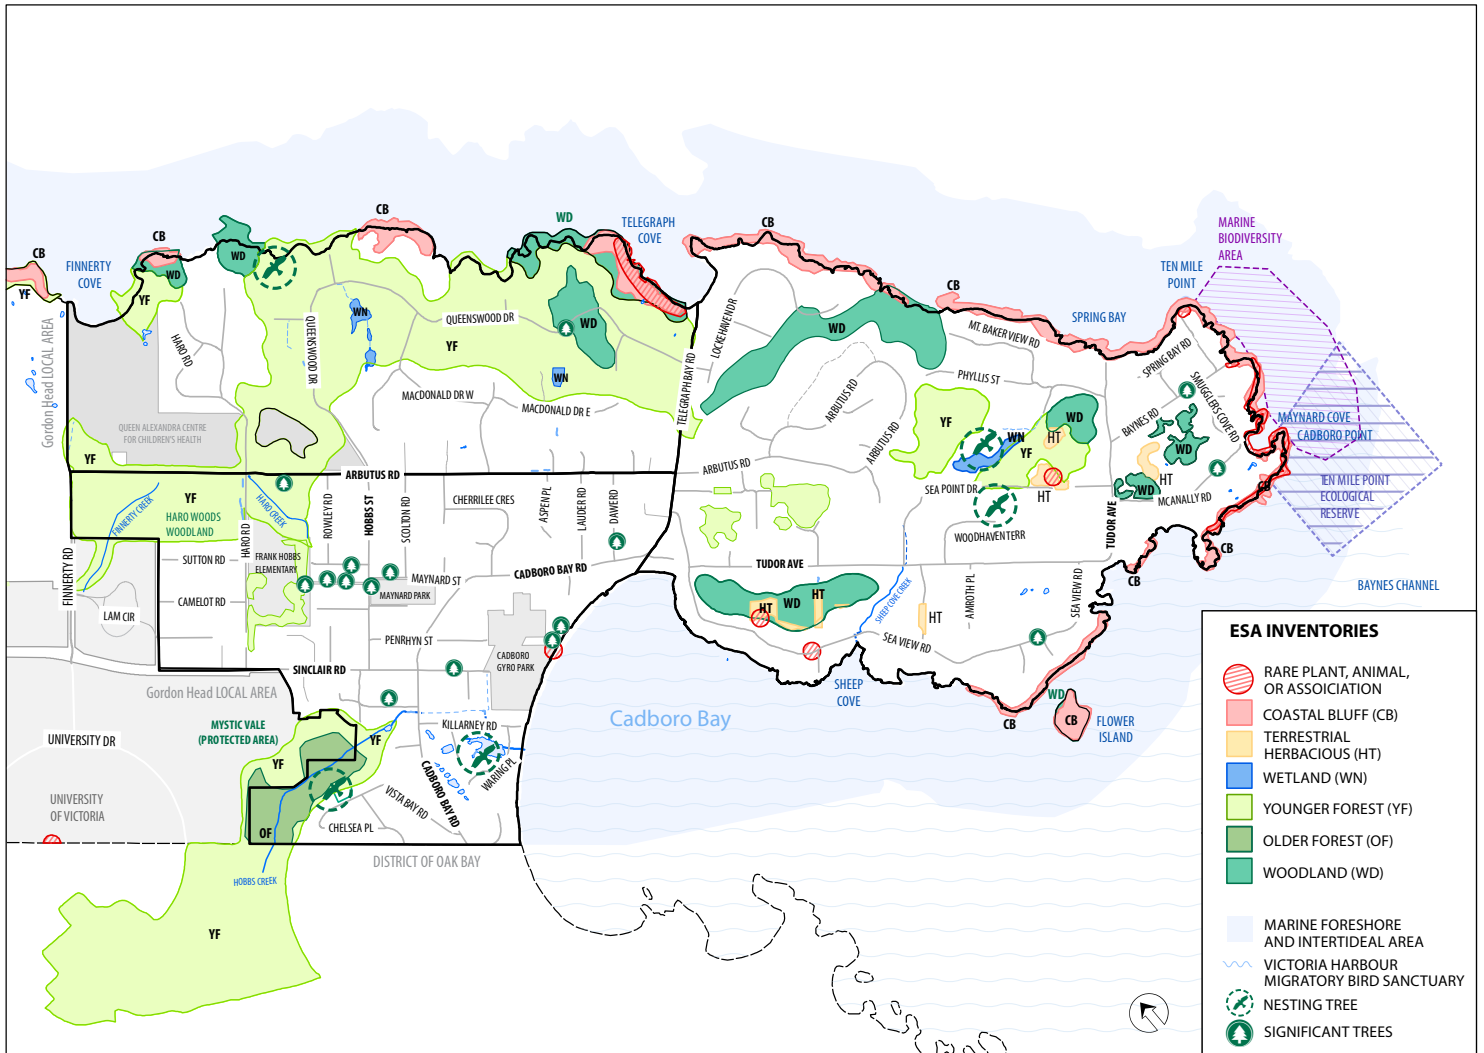 CB
WD
TELEGRAPH
COVE
CB
MARINE
BIODIVERSITY
AREA
CB
CB
FINNERTY
COVE
WD
WD
TEN MILE
POINT
YF
YF
CB
SPRING BAY
WN
QUEENSWOOD DR
QUEENSWOOD DR
YF
WD
WD
LOCKEHAVEN DR
MT. BAKER VIEW RD
SPRING BAY RD
HARO RD
Gordon Head LOCAL AREA
WN
TELEGRAPH BAY RD
PHYLLIS ST
SMUGGLERS COVE RD
MACDONALD DR W
MACDONALD DR E
ARBUTUS RD
ARBUTUS RD
BAYNES RD
MAYNARD COVE
CADBORO POINT
QUEEN ALEXANDRA CENTRE
FOR CHILDREN'S HEALTH
YF
WD
WN
HT
YF
WD
YF
ARBUTUS RD
ARBUTUS RD
SEA POINT DR
HT
WD
HT
MCANALLY RD
CB
TEN MILE POINT
ECOLOGICAL
RESERVE
YF
HARO WOODS
WOODLAND
FINNERTY CREEK
HARO CREEK
HARO RD
ROWLEY RD
HOBBS ST
SCOLTON RD
CHERRILEE CRES
ASPEN PL
LAUDER RD
DAWE RD
WOODHAVEN TERR
TUDOR AVE
FINNERTY RD
SUTTON RD
FRANK HOBBS
ELEMENTARY
MAYNARD ST
MAYNARD PARK
CADBORO BAY RD
TUDOR AVE
CB
CB
BAYNES CHANNEL
CAMELOT RD
LAM CIR
HT
WD
HT
SHEEP COVE CREEK
HT
AMROTH PL
SEA VIEW RD
PENRHYN ST
CADBORO
GYRO PARK
SEA VIEW RD
SINCLAIR RD
Gordon Head LOCAL AREA
SHEEP
COVE
WD
CB
CB
FLOWER
ISLAND
Cadboro Bay
MYSTIC VALE
(PROTECTED AREA)
UNIVERSITY DR
YF
YF
KILLARNEY RD
WARING PL
CADBORO BAY RD
VISTA BAY RD
UNIVERSITY
OF VICTORIA
OF
CHELSEA PL
DISTRICT OF OAK BAY
HOBBS CREEK
YF
ESA INVENTORIES
RARE PLANT, ANIMAL,
OR ASSOICIATION
COASTAL BLUFF (CB)
TERRESTRIAL
HERBACIOUS (HT)
WETLAND (WN)
YOUNGER FOREST (YF)
OLDER FOREST (OF)
WOODLAND (WD)
MARINE FORESHORE
AND INTERTIDEAL AREA
VICTORIA HARBOUR
MIGRATORY BIRD SANCTUARY
NESTING TREE
SIGNIFICANT TREES